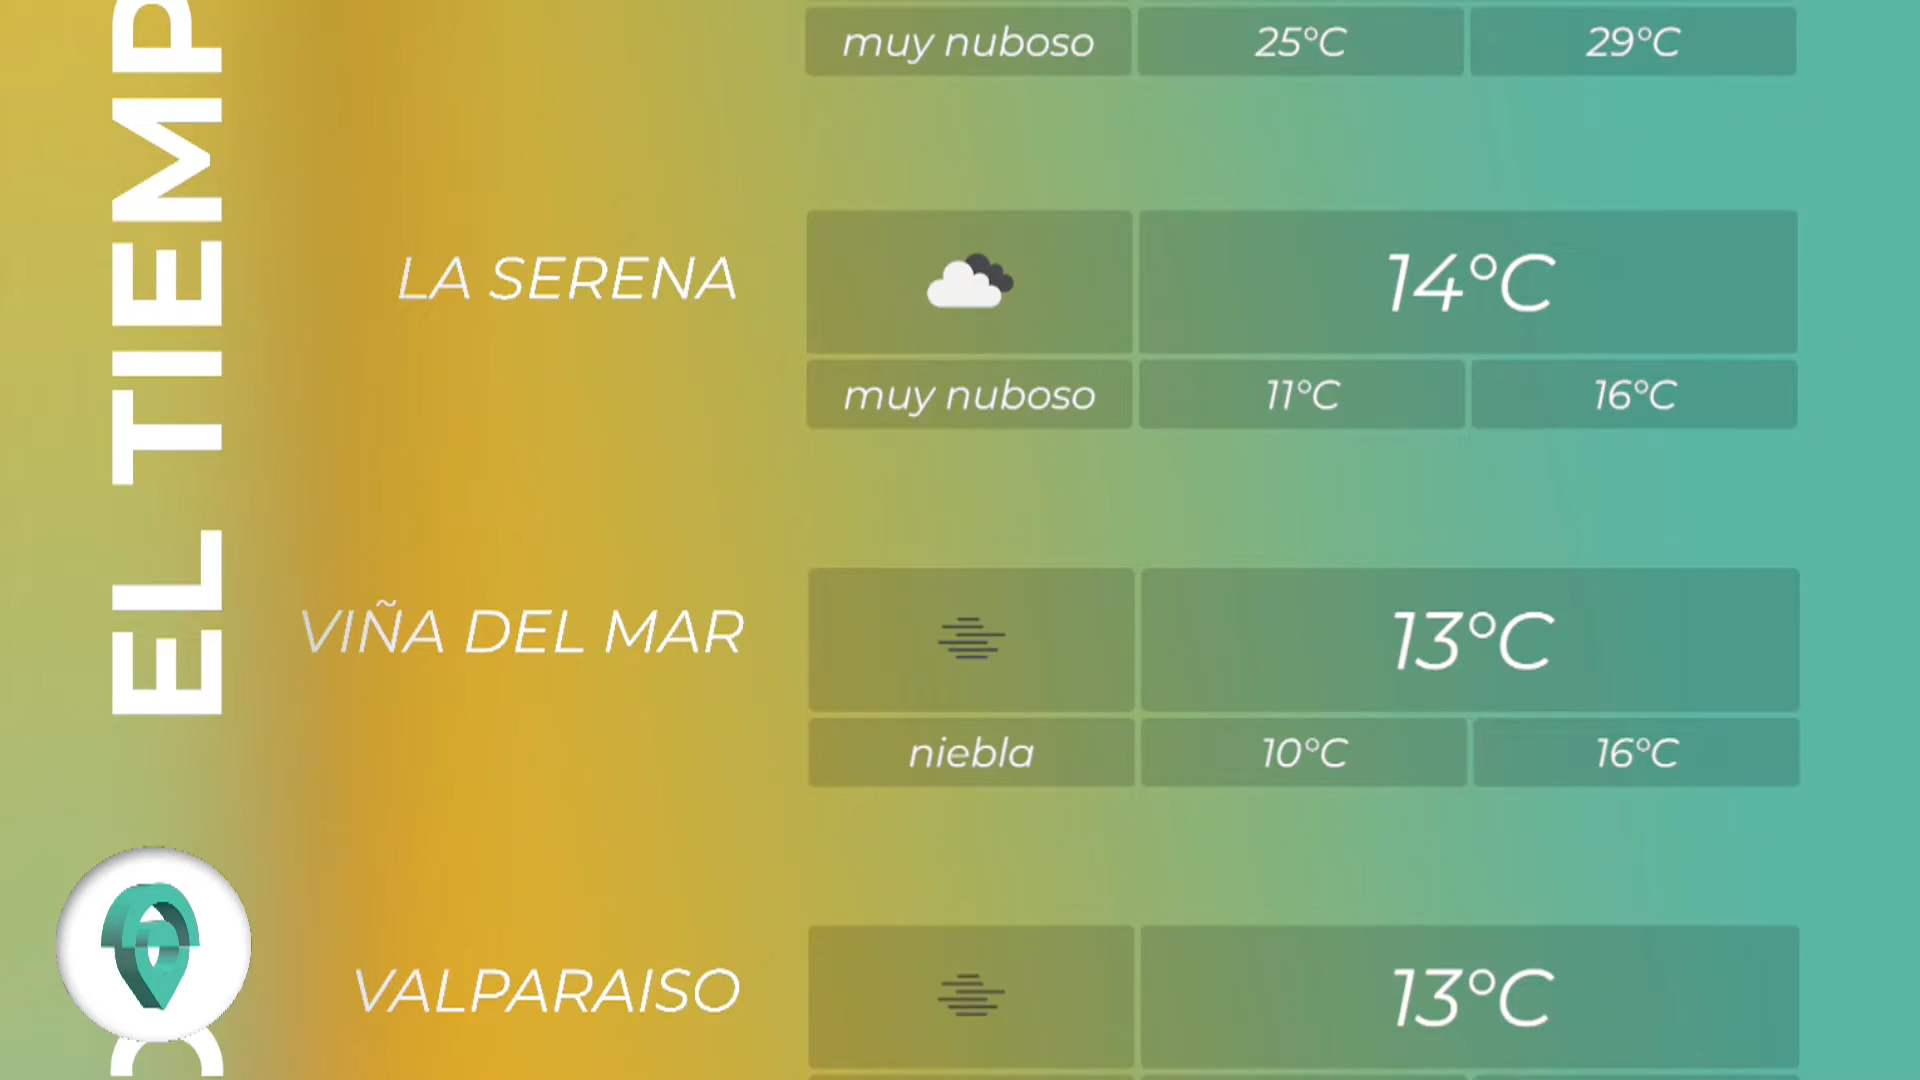 EL TIEMP
muy nuboso 25°C 29°C
LA SERENA 14°C
muy nuboso 11°C 16°C
VIÑA DEL MAR 13°C
niebla 10°C 16°C
VALPARAISO 13°C